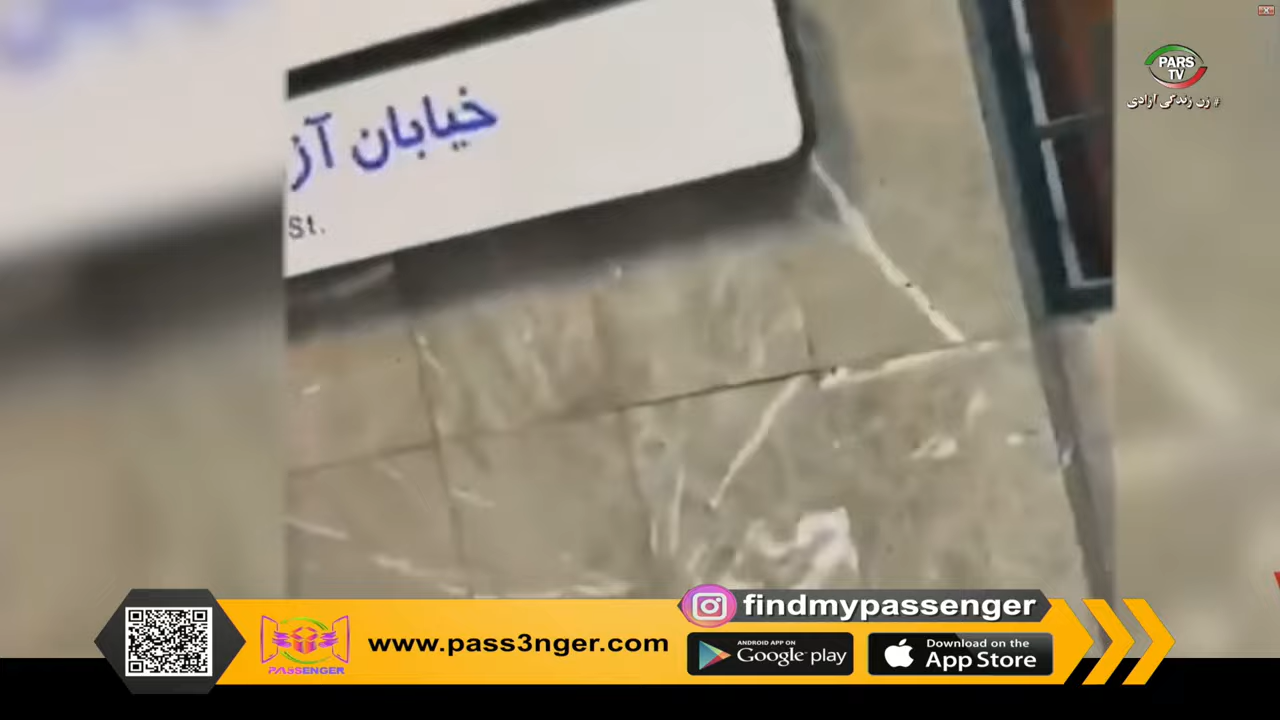 PARS
TV
# زن زندگی آزادی
خیابان آز
St.
findmypassenger
www.pass3nger.com
PASSENGER
ANDROID APP ON
Google play
Download on the
App Store